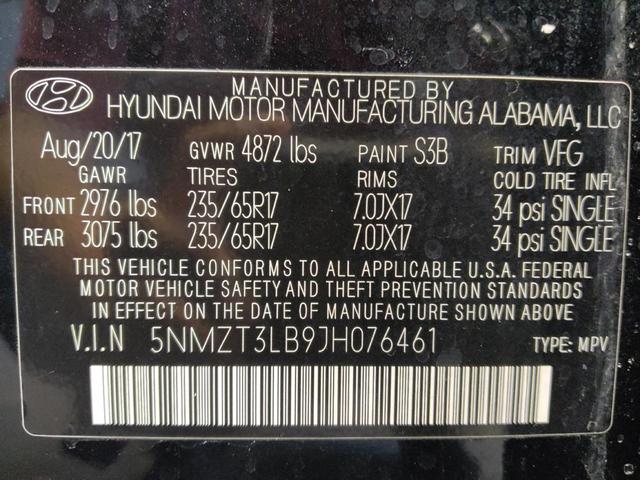 MANUFACTURED BY
HYUNDAI MOTOR MANUFACTURING ALABAMA, LLC
Aug/20/17 GVWR 4872 lbs PAINT S3B TRIM VFG
GAWR TIRES RIMS COLD TIRE INFL
FRONT 2976 lbs 235/65R17 7.0JX17 34 psi SINGLE
REAR 3075 lbs 235/65R17 7.0JX17 34 psi SINGLE
THIS VEHICLE CONFORMS TO ALL APPLICABLE U.S.A. FEDERAL
MOTOR VEHICLE SAFETY AND THEFT PREVENTION STANDARDS
IN EFFECT ON THE DATE OF MANUFACTURE SHOWN ABOVE
V.I.N 5NMZT3LB9JH076461 TYPE: MPV